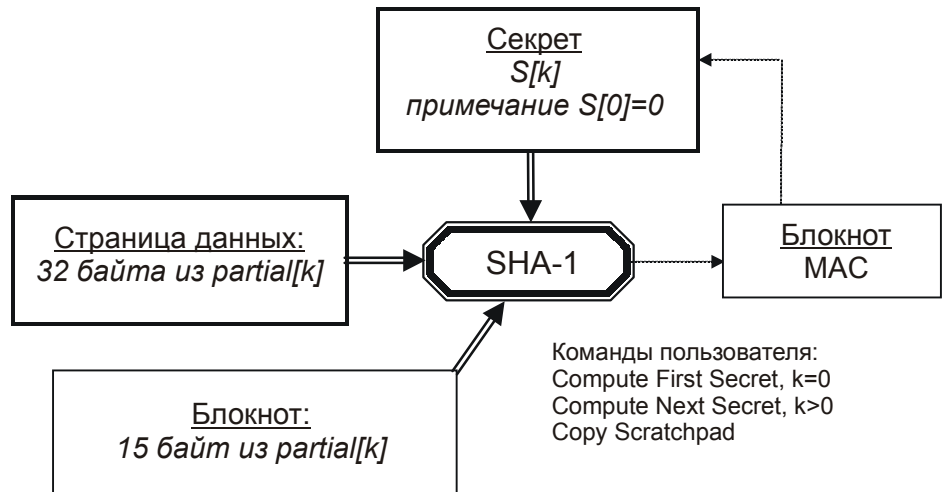 Секрет
S[k]
примечание S[0]=0
Страница данных:
32 байта из partial[k]
SHA-1
Блокнот
MAC
Блокнот:
15 байт из partial[k]
Команды пользователя:
Compute First Secret, k=0
Compute Next Secret, k>0
Copy Scratchpad